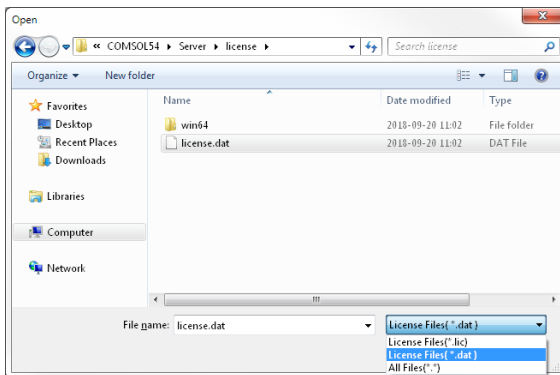 Open
« COMSOL54 ▸ Server ▸ license ▸
Search license
Organize ▾ New folder
Name Date modified Type
Favorites
Desktop
Recent Places
Downloads
Libraries
Computer
Network
win64 2018-09-20 11:02 File folder
license.dat 2018-09-20 11:02 DAT File
File name: license.dat
License Files( *.dat )
License Files(*.lic)
License Files( *.dat )
All Files(*.*)